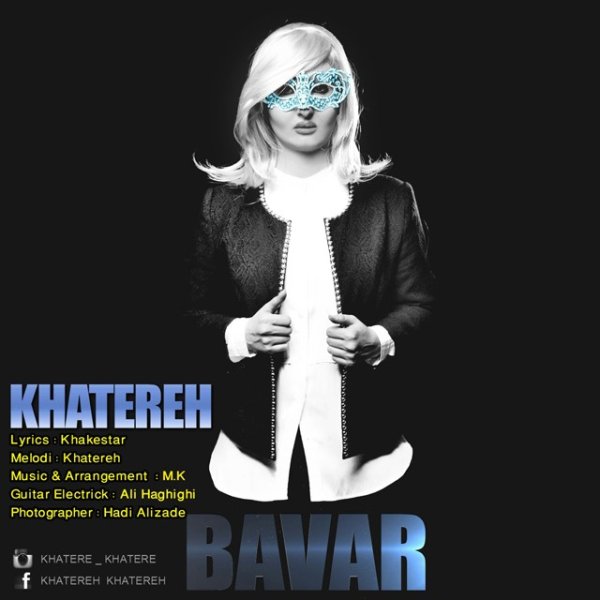 KHATEREH
Lyrics : Khakestar
Melodi : Khatereh
Music & Arrangement : M.K
Guitar Electrick : Ali Haghighi
Photographer : Hadi Alizade
BAVAR
KHATERE _ KHATERE
KHATEREH KHATEREH